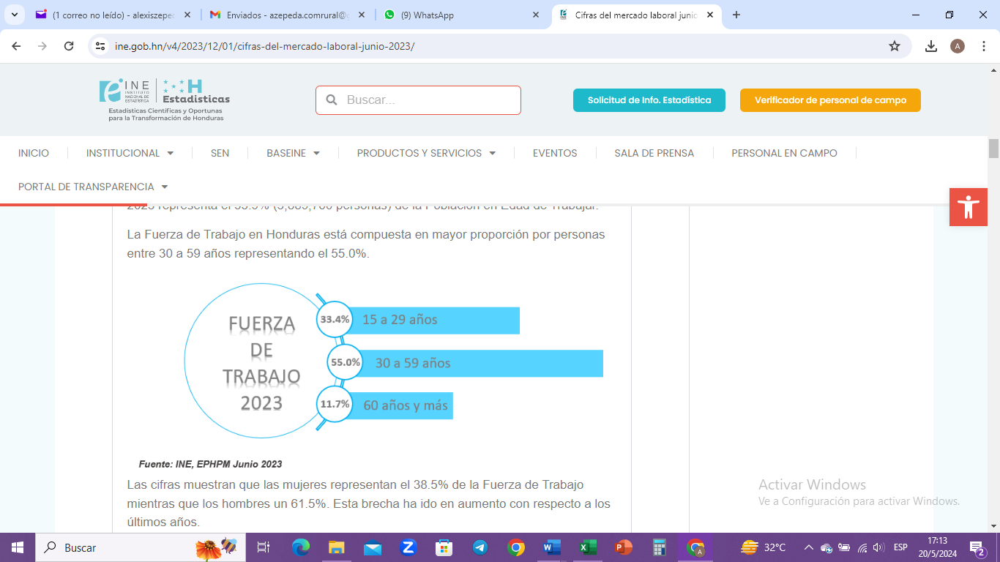 (1 correo no leído) - alexiszeped
Enviados - azepeda.comrural@g
(9) WhatsApp
Cifras del mercado laboral junio
ine.gob.hn/v4/2023/12/01/cifras-del-mercado-laboral-junio-2023/
A
INE
INSTITUTO
NACIONAL DE
ESTADÍSTICA
H
Estadísticas
Estadísticas Científicas y Oportunas
para la Transformación de Honduras
Buscar...
Solicitud de Info. Estadística
Verificador de personal de campo
INICIO
INSTITUCIONAL
SEN
BASEINE
PRODUCTOS Y SERVICIOS
EVENTOS
SALA DE PRENSA
PERSONAL EN CAMPO
PORTAL DE TRANSPARENCIA
de la Población en Edad de Trabajar.
La Fuerza de Trabajo en Honduras está compuesta en mayor proporción por personas
entre 30 a 59 años representando el 55.0%.
FUERZA
DE
TRABAJO
2023
33.4% 15 a 29 años
55.0% 30 a 59 años
11.7% 60 años y más
Fuente: INE, EPHPM Junio 2023
Las cifras muestran que las mujeres representan el 38.5% de la Fuerza de Trabajo
mientras que los hombres un 61.5%. Esta brecha ha ido en aumento con respecto a los
últimos años.
Activar Windows
Ve a Configuración para activar Windows.
Buscar
32°C
ESP
17:13
20/5/2024
2